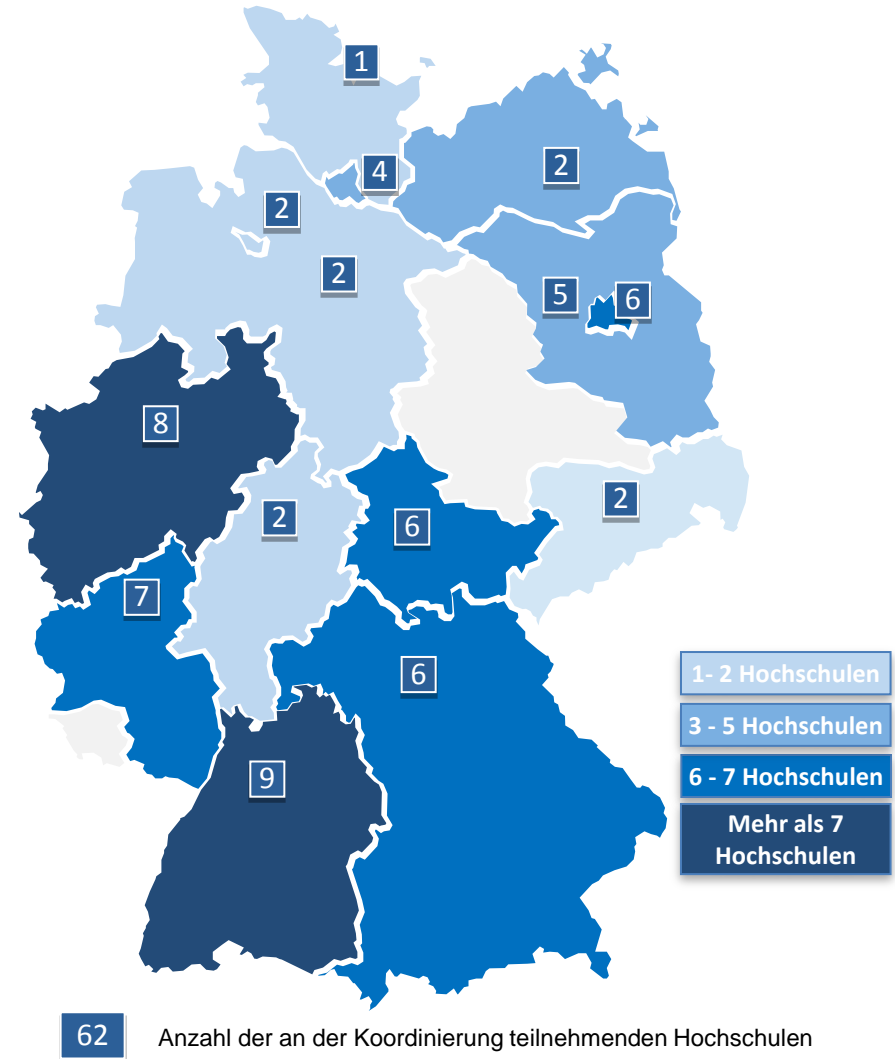 1
4
2
2
2
5
6
8
2
2
6
7
6
9
1- 2 Hochschulen
3 - 5 Hochschulen
6 - 7 Hochschulen
Mehr als 7
Hochschulen
62 Anzahl der an der Koordinierung teilnehmenden Hochschulen